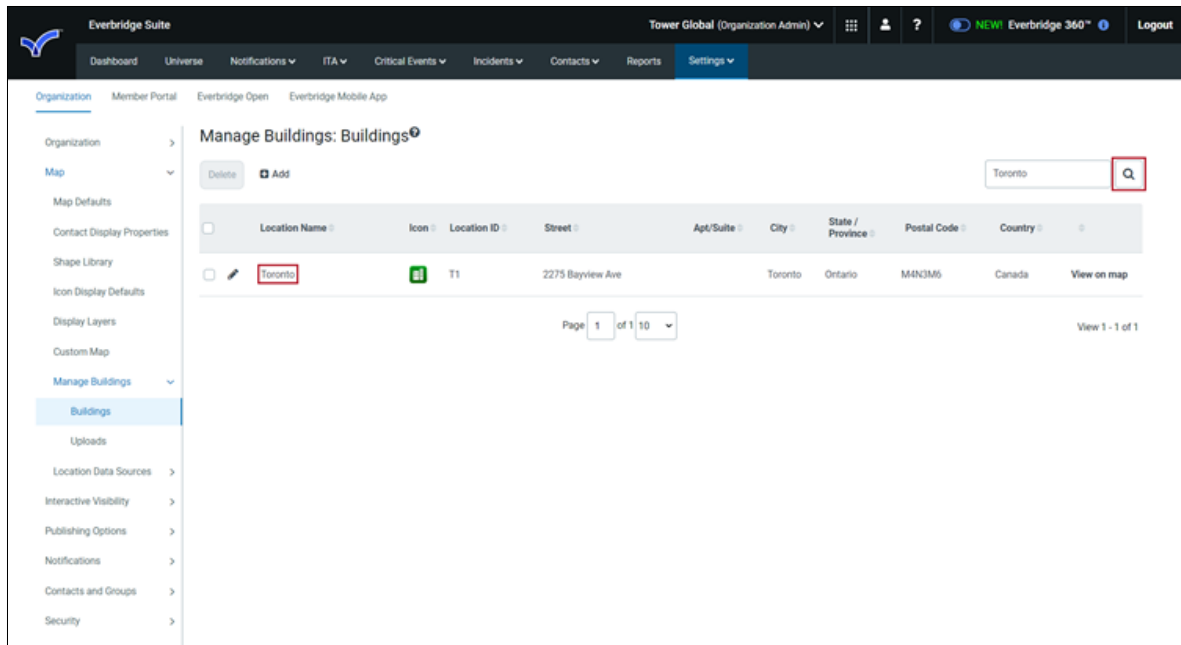 Everbridge Suite
Tower Global (Organization Admin) ? NEW! Everbridge 360™ Logout
Dashboard Universe Notifications ITA Critical Events Incidents Contacts Reports Settings
Organization Member Portal Everbridge Open Everbridge Mobile App
Manage Buildings: Buildings
Organization
Map
Map Defaults
Contact Display Properties
Shape Library
Icon Display Defaults
Display Layers
Custom Map
Manage Buildings
Buildings
Uploads
Location Data Sources
Interactive Visibility
Publishing Options
Notifications
Contacts and Groups
Security
Delete Add Toronto
Location Name Icon Location ID Street Apt/Suite City State / Province Postal Code Country
Toronto T1 2275 Bayview Ave Toronto Ontario M4N3M6 Canada View on map
Page 1 of 1 10 View 1 - 1 of 1